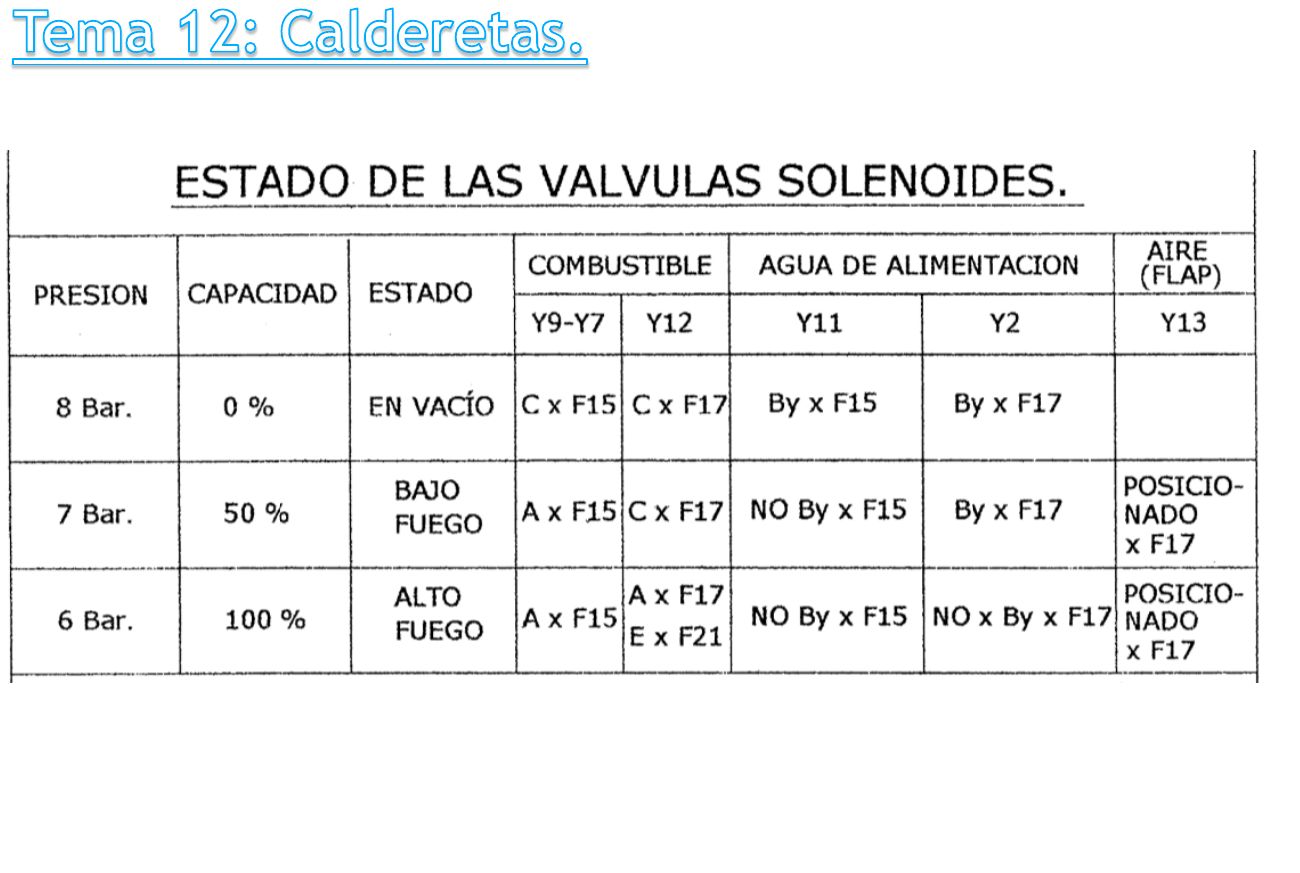 Tema 12: Calderetas.
ESTADO DE LAS VALVULAS SOLENOIDES.
PRESION CAPACIDAD ESTADO COMBUSTIBLE AGUA DE ALIMENTACION AIRE (FLAP)
Y9-Y7 Y12 Y11 Y2 Y13
8 Bar. 0 % EN VACÍO C x F15 C x F17 By x F15 By x F17
7 Bar. 50 % BAJO FUEGO A x F15 C x F17 NO By x F15 By x F17 POSICIO-NADO x F17
6 Bar. 100 % ALTO FUEGO A x F15 A x F17 E x F21 NO By x F15 NO x By x F17 POSICIO-NADO x F17